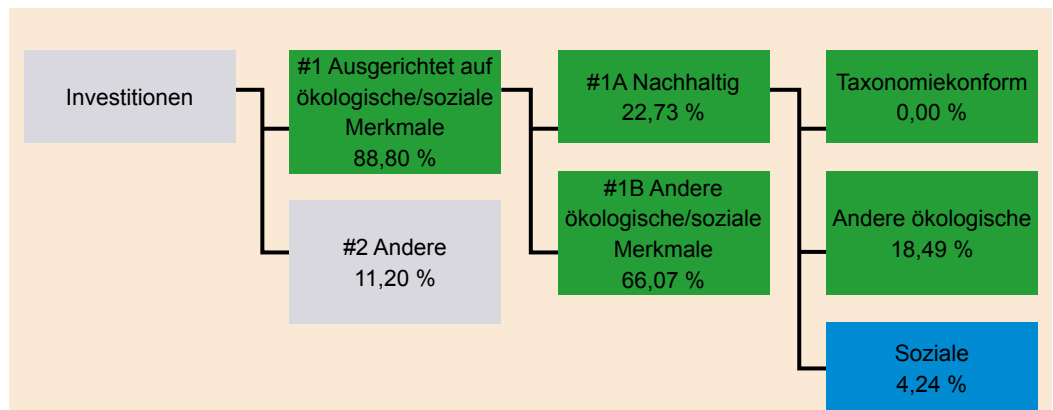 Investitionen
#1 Ausgerichtet auf
ökologische/soziale
Merkmale
88,80 %
#2 Andere
11,20 %
#1A Nachhaltig
22,73 %
#1B Andere
ökologische/soziale
Merkmale
66,07 %
Taxonomiekonform
0,00 %
Andere ökologische
18,49 %
Soziale
4,24 %